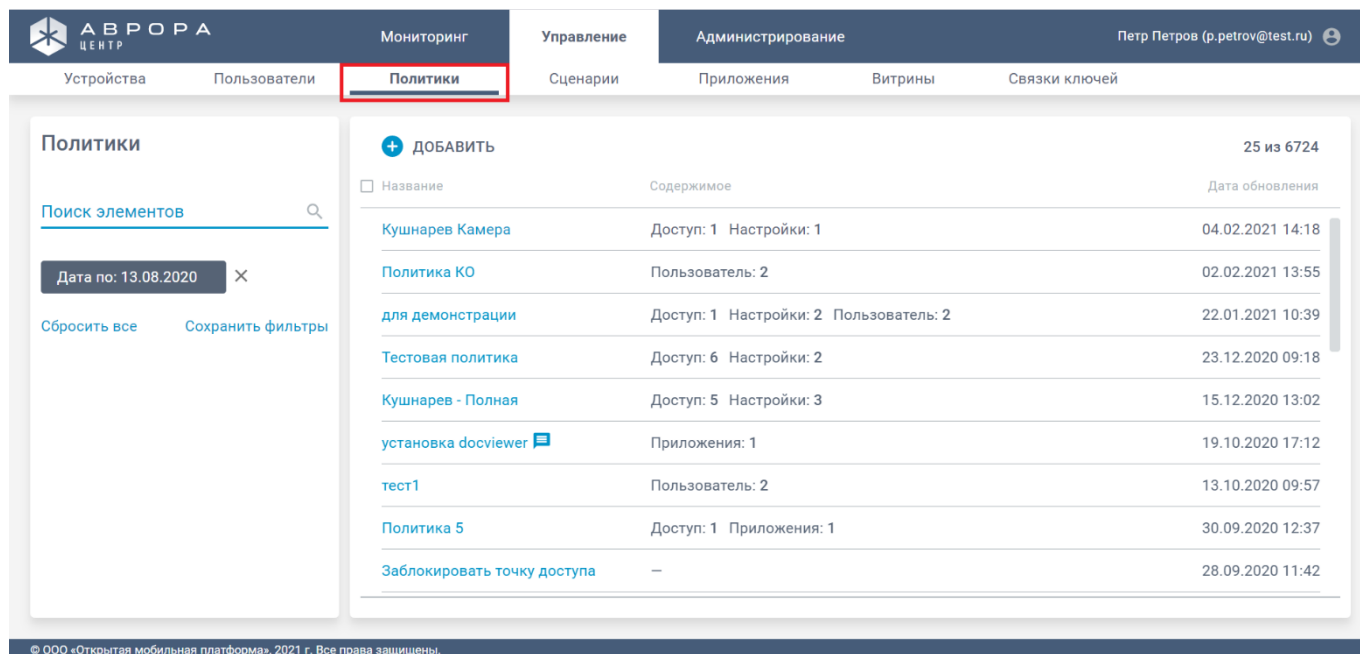 АВРОРА
ЦЕНТР
Мониторинг Управление Администрирование Петр Петров (p.petrov@test.ru)
Устройства Пользователи Политики Сценарии Приложения Витрины Связки ключей
Политики
Поиск элементов
Дата по: 13.08.2020
Сбросить все Сохранить фильтры
ДОБАВИТЬ 25 из 6724
Название Содержимое Дата обновления
Кушнарев Камера Доступ: 1 Настройки: 1 04.02.2021 14:18
Политика КО Пользователь: 2 02.02.2021 13:55
для демонстрации Доступ: 1 Настройки: 2 Пользователь: 2 22.01.2021 10:39
Тестовая политика Доступ: 6 Настройки: 2 23.12.2020 09:18
Кушнарев - Полная Доступ: 5 Настройки: 3 15.12.2020 13:02
установка docviewer Приложения: 1 19.10.2020 17:12
тест1 Пользователь: 2 13.10.2020 09:57
Политика 5 Доступ: 1 Приложения: 1 30.09.2020 12:37
Заблокировать точку доступа — 28.09.2020 11:42
© ООО «Открытая мобильная платформа», 2021 г. Все права защищены.